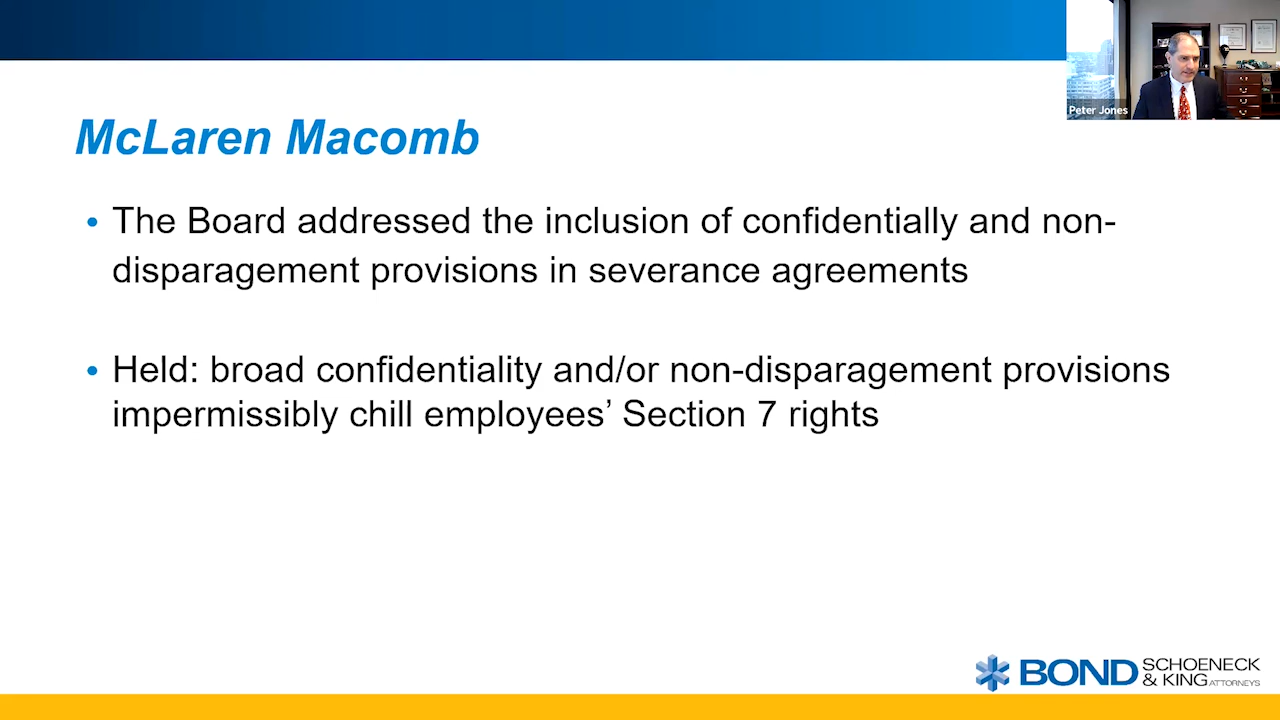 Peter Jones
McLaren Macomb
• The Board addressed the inclusion of confidentially and non-
disparagement provisions in severance agreements
• Held: broad confidentiality and/or non-disparagement provisions
impermissibly chill employees’ Section 7 rights
BOND SCHOENECK
& KING ATTORNEYS